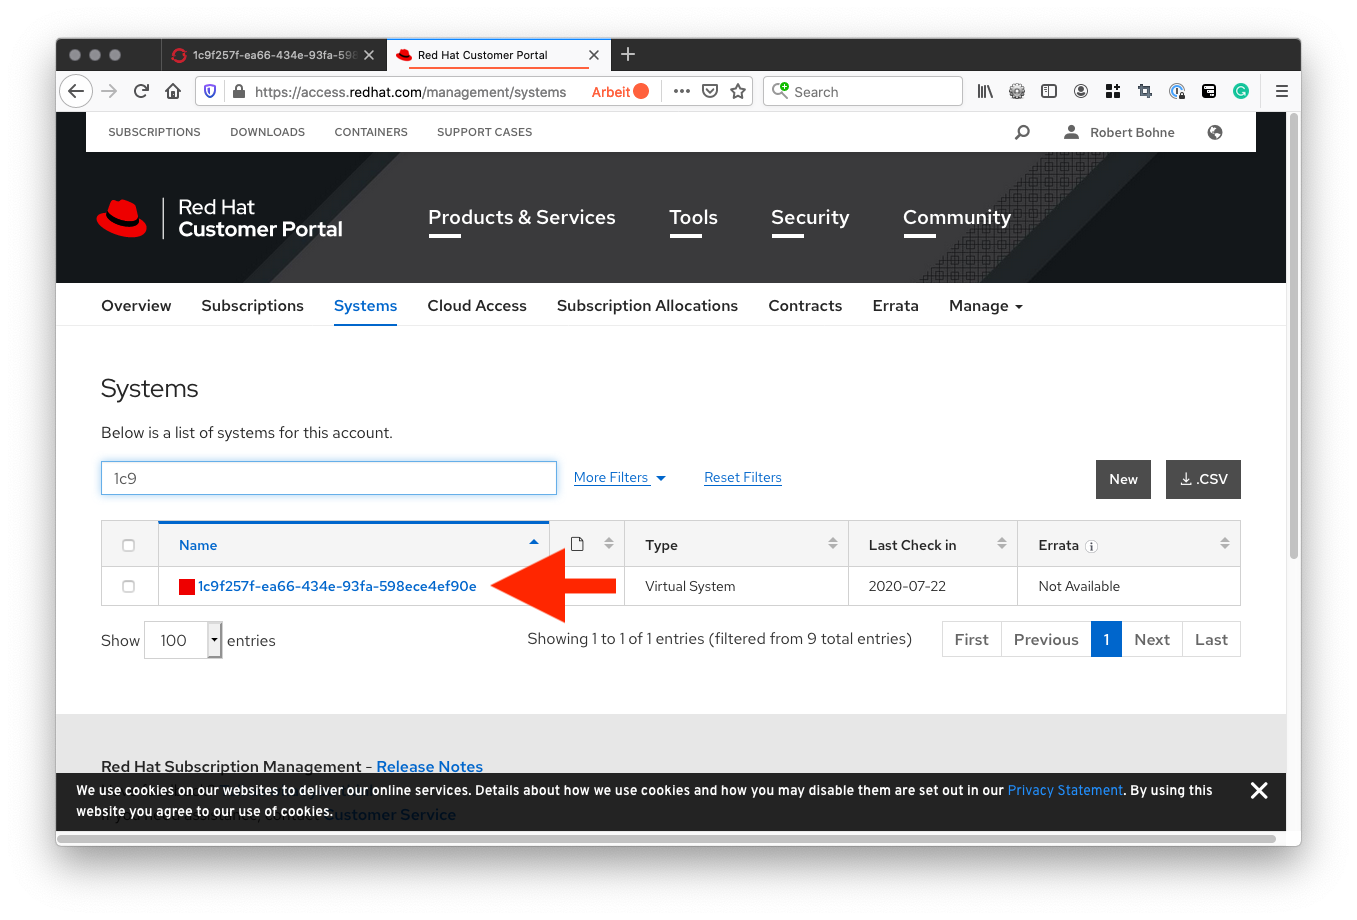 1c9f257f-ea66-434e-93fa-598
Red Hat Customer Portal
https://access.redhat.com/management/systems
Arbeit
Search
SUBSCRIPTIONS DOWNLOADS CONTAINERS SUPPORT CASES
Robert Bohne
Red Hat
Customer Portal
Products & Services Tools Security Community
Overview Subscriptions Systems Cloud Access Subscription Allocations Contracts Errata Manage
Systems
Below is a list of systems for this account.
1c9
More Filters Reset Filters
New .CSV
Name Type Last Check in Errata
1c9f257f-ea66-434e-93fa-598ece4ef90e Virtual System 2020-07-22 Not Available
Show 100 entries
Showing 1 to 1 of 1 entries (filtered from 9 total entries)
First Previous 1 Next Last
Red Hat Subscription Management - Release Notes
We use cookies on our websites to deliver our online services. Details about how we use cookies and how you may disable them are set out in our Privacy Statement. By using this
website you agree to our use of cookies.
Customer Service